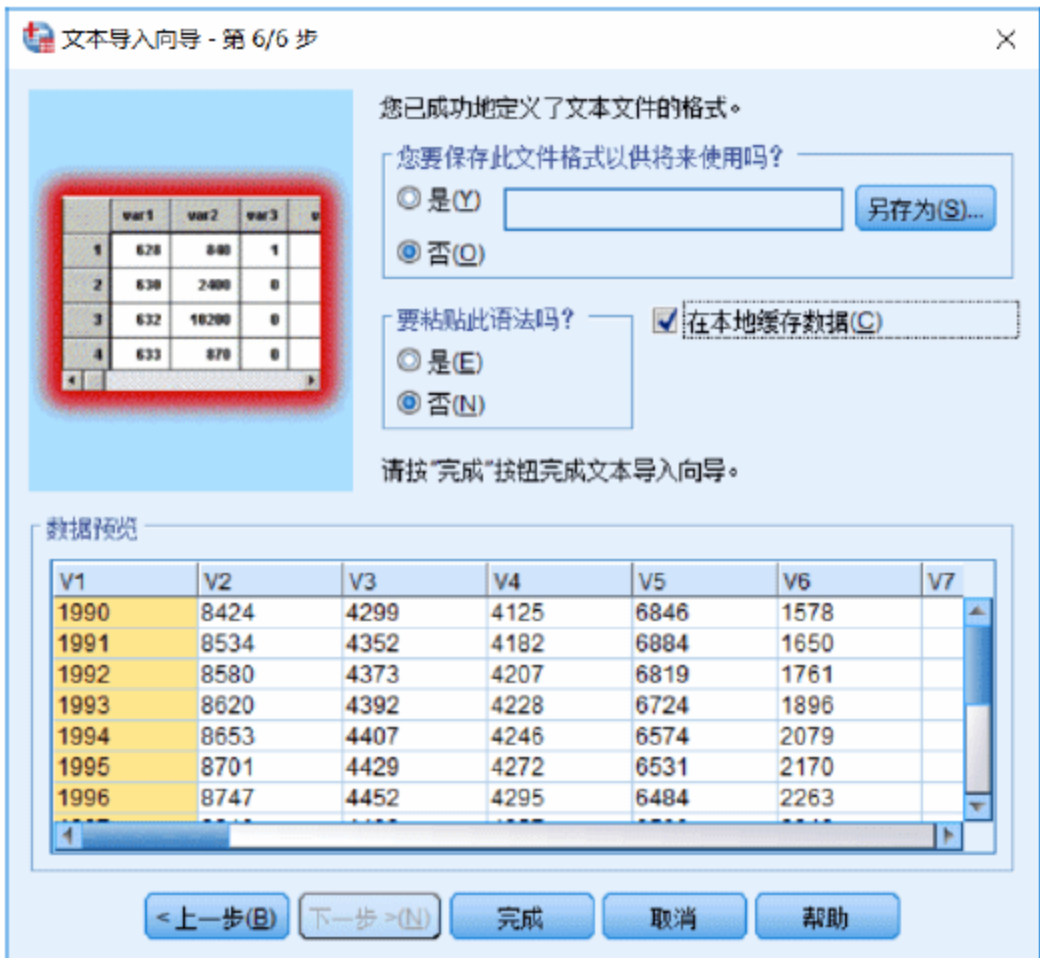 文本导入向导 - 第 6/6 步
您已成功地定义了文本文件的格式。
您要保存此文件格式以供将来使用吗?
是(Y)
另存为(S)...
否(O)
var1 var2 var3
1 628 840 1
2 630 2400 0
3 632 10200 0
4 633 870 0
要粘贴此语法吗?
在本地缓存数据(C)
是(E)
否(N)
请按"完成"按钮完成文本导入向导。
数据预览
V1 V2 V3 V4 V5 V6 V7
1990 8424 4299 4125 6846 1578
1991 8534 4352 4182 6884 1650
1992 8580 4373 4207 6819 1761
1993 8620 4392 4228 6724 1896
1994 8653 4407 4246 6574 2079
1995 8701 4429 4272 6531 2170
1996 8747 4452 4295 6484 2263
<上一步(B) 下一步 >(N) 完成 取消 帮助